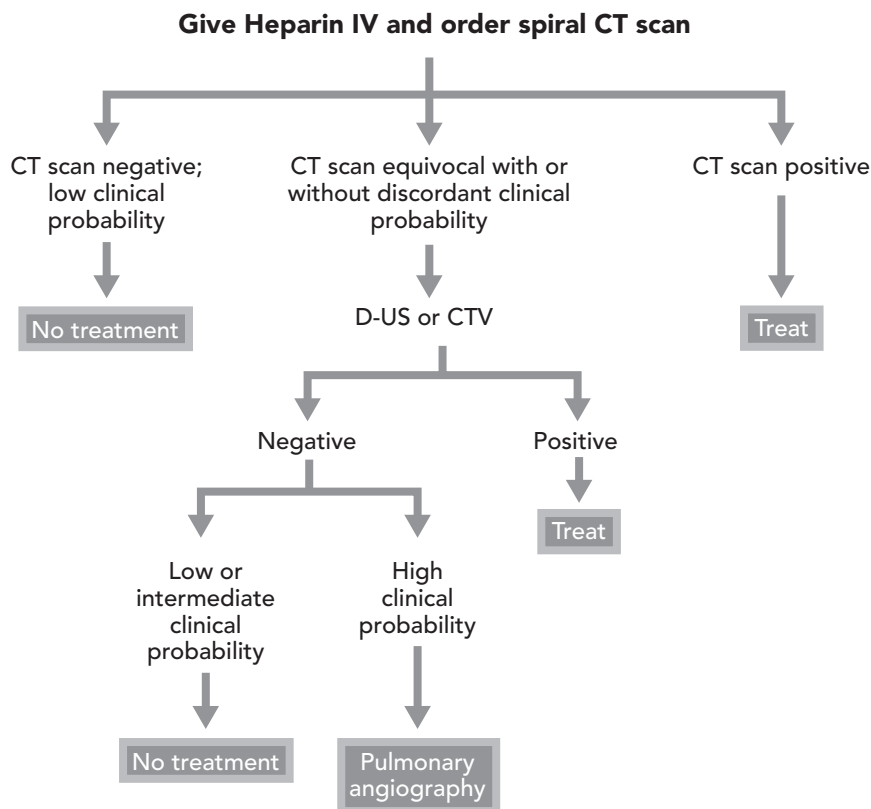 Give Heparin IV and order spiral CT scan
CT scan negative;
low clinical
probability
CT scan equivocal with or
without discordant clinical
probability
CT scan positive
No treatment
D-US or CTV
Treat
Negative
Positive
Treat
Low or
intermediate
clinical
probability
High
clinical
probability
No treatment
Pulmonary
angiography